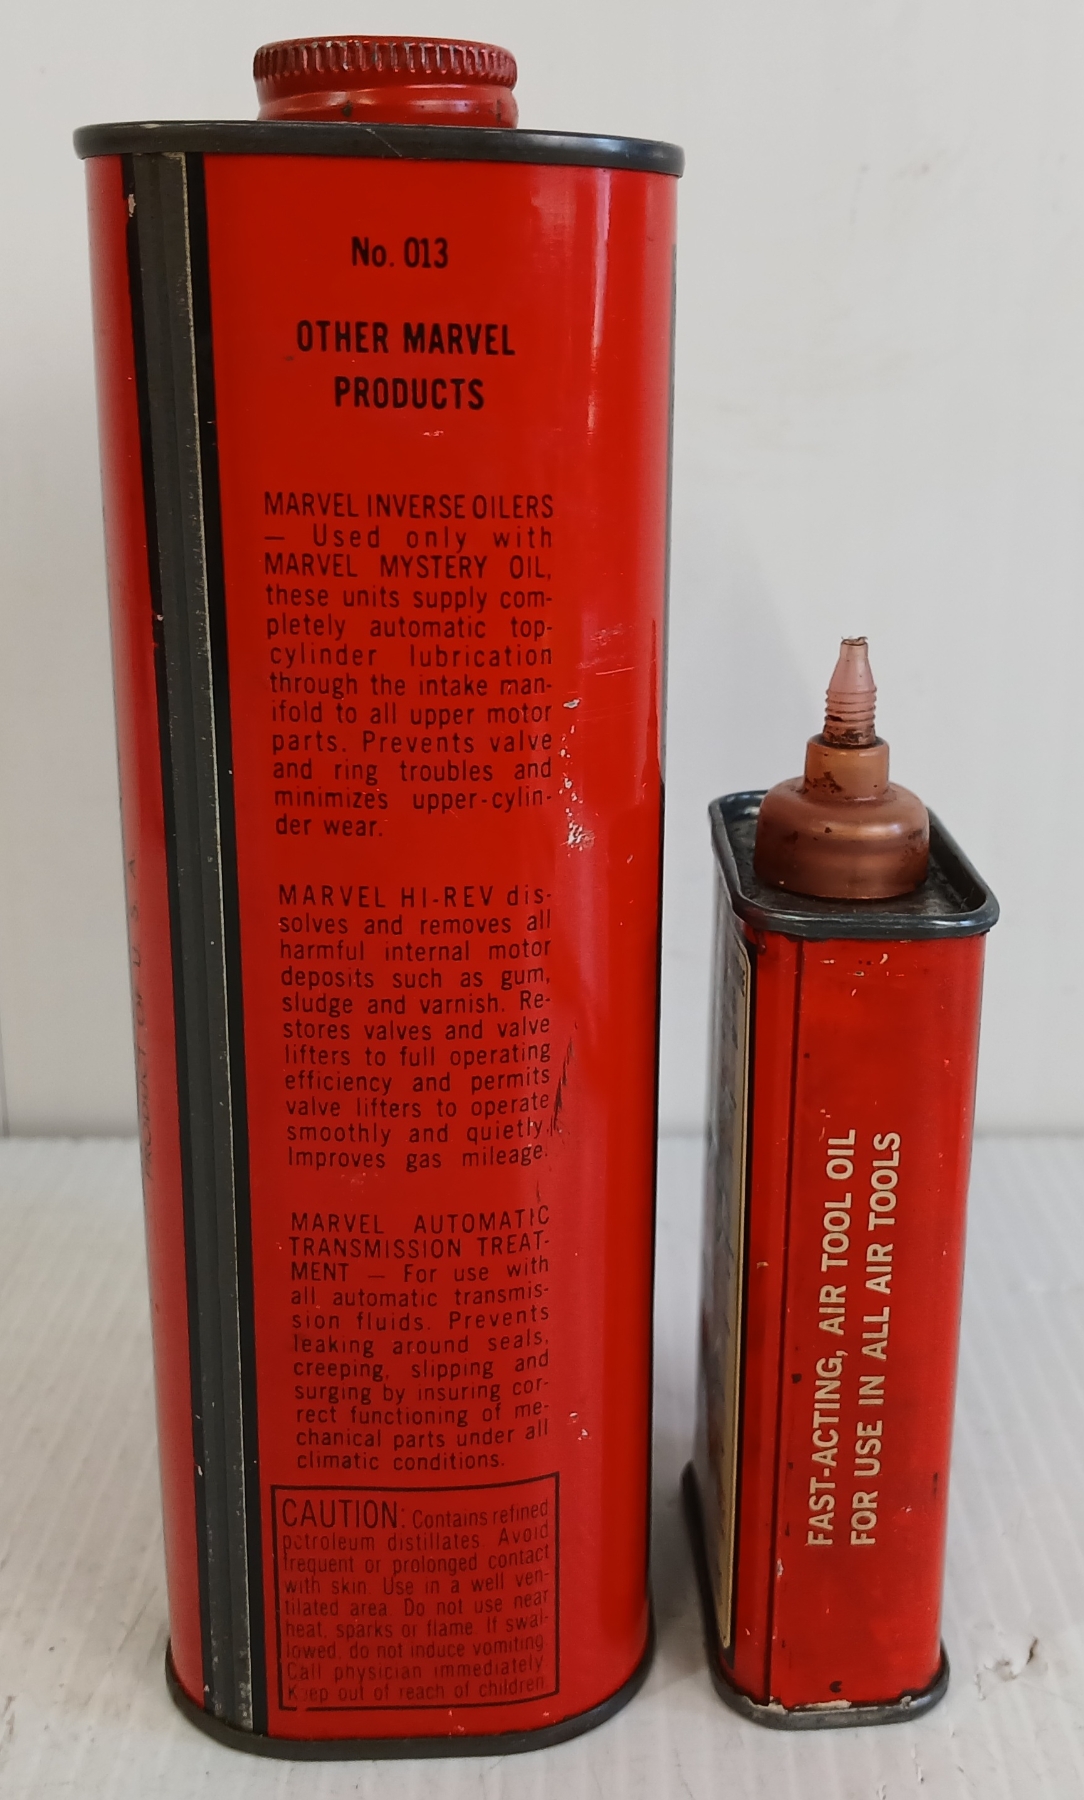 No. 013
OTHER MARVEL
PRODUCTS
MARVEL INVERSE OILERS
— Used only with
MARVEL MYSTERY OIL,
these units supply com-
pletely automatic top-
cylinder lubrication
through the intake man-
ifold to all upper motor
parts. Prevents valve
and ring troubles and
minimizes upper-cylin-
der wear.
MARVEL HI-REV dis-
solves and removes all
harmful internal motor
deposits such as gum,
sludge and varnish. Re-
stores valves and valve
lifters to full operating
efficiency and permits
valve lifters to operate
smoothly and quietly.
Improves gas mileage.
MARVEL AUTOMATIC
TRANSMISSION TREAT-
MENT — For use with
all automatic transmis-
sion fluids. Prevents
leaking around seals,
creeping, slipping and
surging by insuring cor-
rect functioning of me-
chanical parts under all
climatic conditions.
CAUTION: Contains refined
petroleum distillates. Avoid
frequent or prolonged contact
with skin. Use in a well ven-
tilated area. Do not use near
heat, sparks or flame. If swal-
lowed, do not induce vomiting.
Call physician immediately.
Keep out of reach of children.
PRODUCT OF U.S.A.
FAST-ACTING, AIR TOOL OIL
FOR USE IN ALL AIR TOOLS